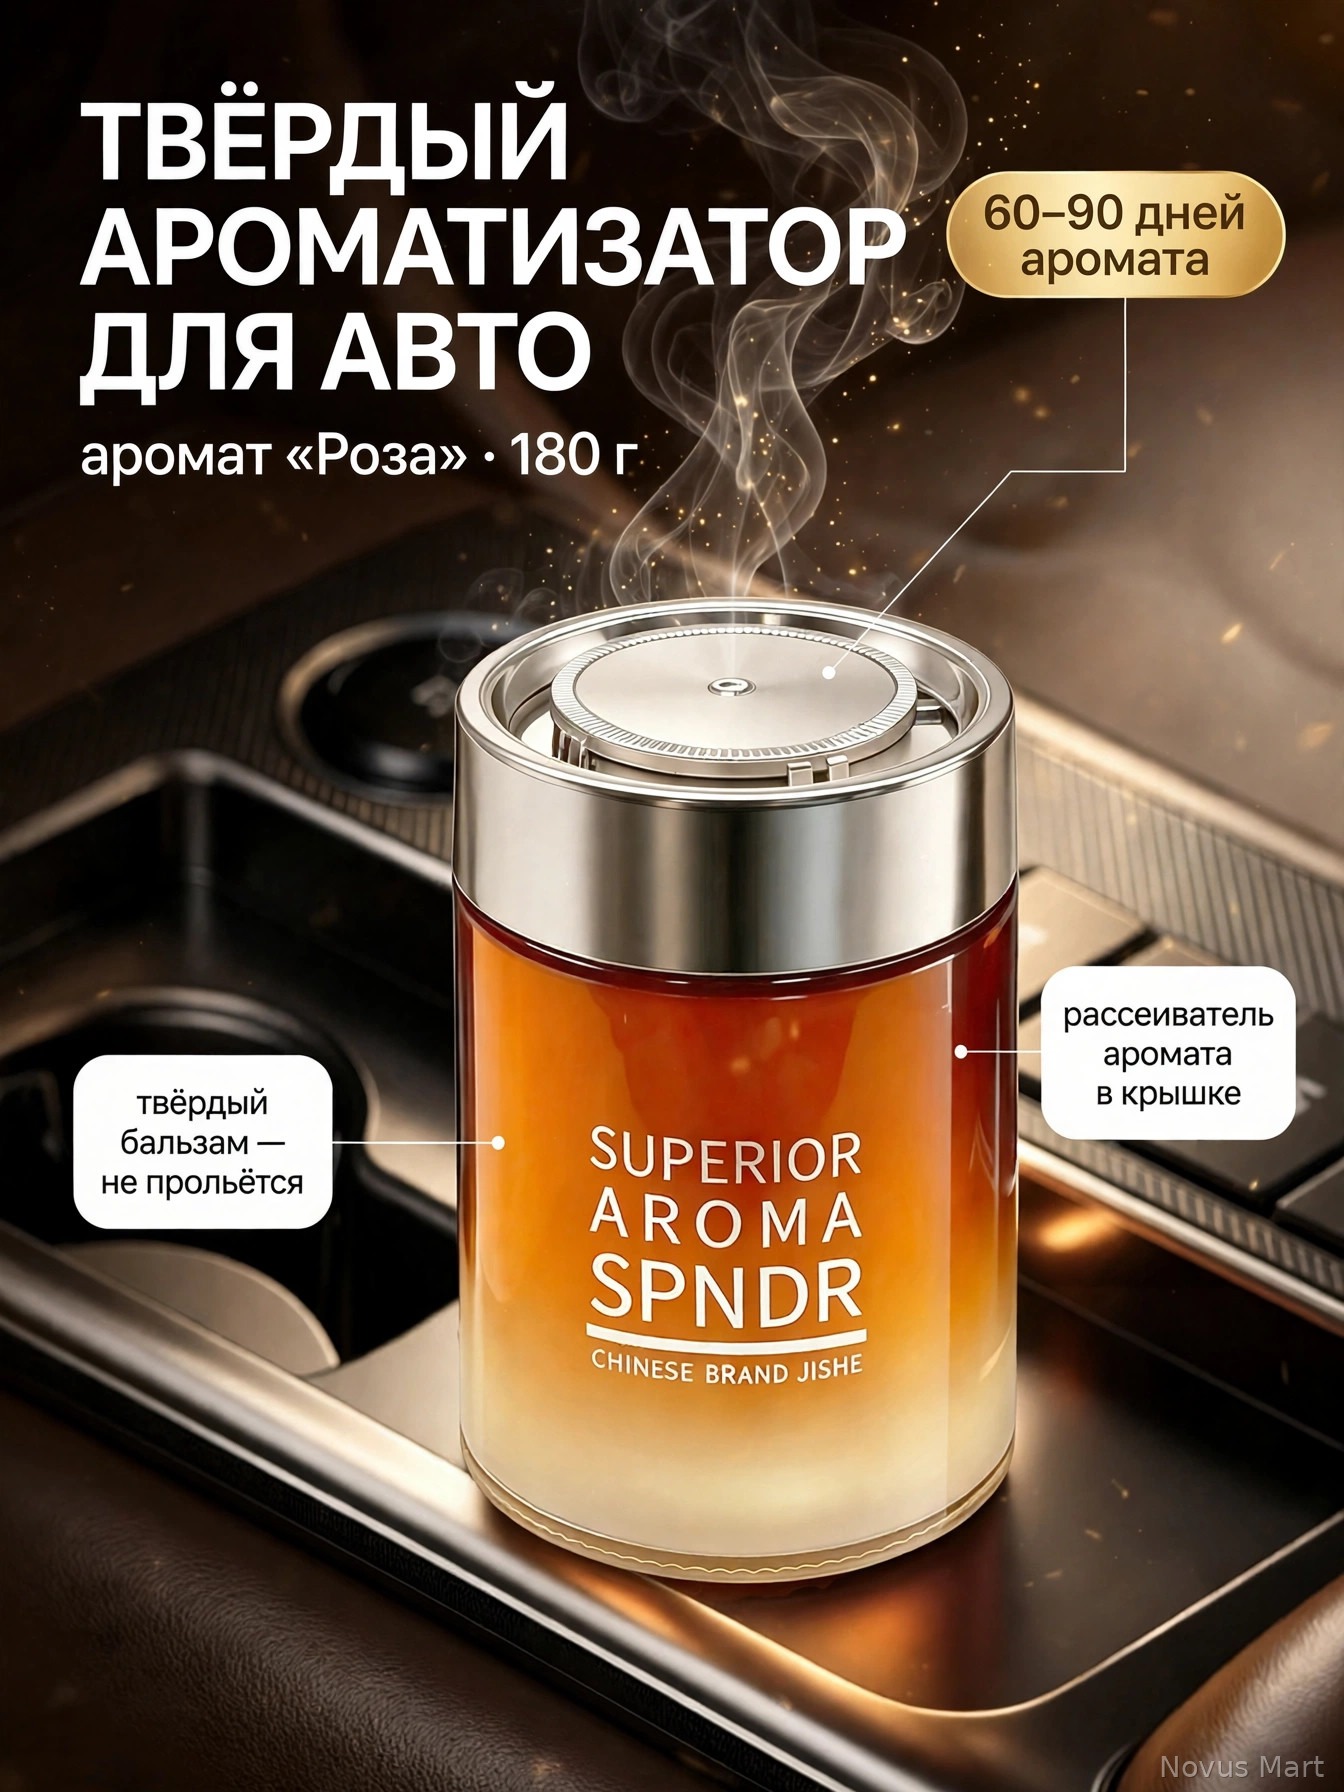 ТВЁРДЫЙ
АРОМАТИЗАТОР
ДЛЯ АВТО
аромат «Роза» · 180 г
60–90 дней
аромата
рассеиватель
аромата
в крышке
твёрдый
бальзам —
не прольётся
SUPERIOR
AROMA
SPNDR
CHINESE BRAND JISHE
Novus Mart